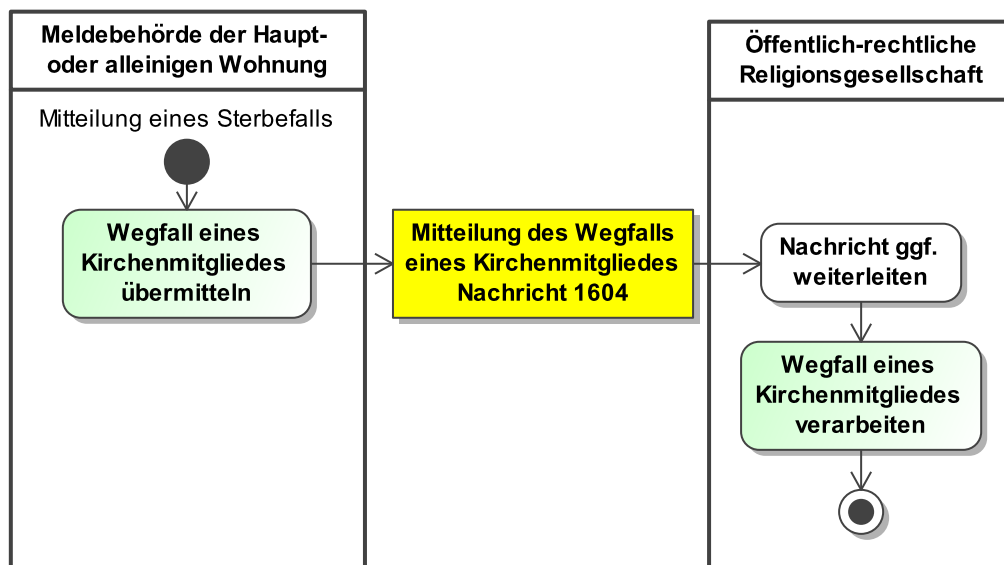 Meldebehörde der Haupt-
oder alleinigen Wohnung
Mitteilung eines Sterbefalls
Wegfall eines
Kirchenmitgliedes
übermitteln
Mitteilung des Wegfalls
eines Kirchenmitgliedes
Nachricht 1604
Öffentlich-rechtliche
Religionsgesellschaft
Nachricht ggf.
weiterleiten
Wegfall eines
Kirchenmitgliedes
verarbeiten